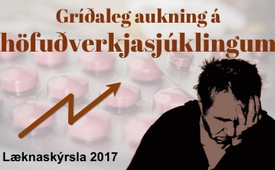 Gríðaleg aukning á
höfuðverkjasjúklingum
Læknaskýrsla 2017